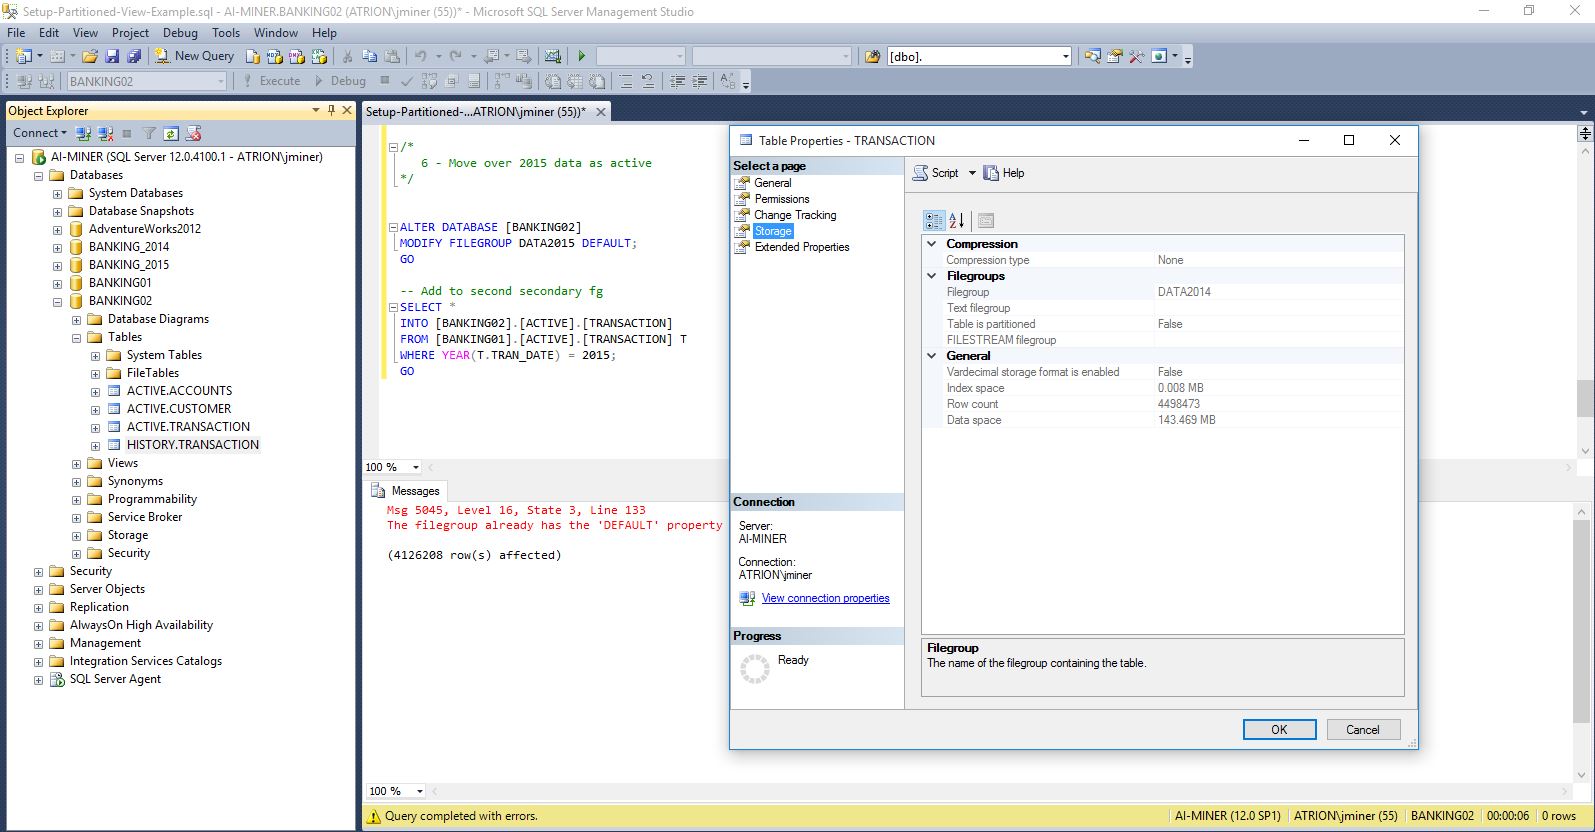 Setup-Partitioned-View-Example.sql - AI-MINER.BANKING02 (ATRION\jminer (55))* - Microsoft SQL Server Management Studio
File Edit View Project Debug Tools Window Help
New Query [dbo].
BANKING02 Execute Debug
Object Explorer
Connect
AI-MINER (SQL Server 12.0.4100.1 - ATRION\jminer)
Databases
System Databases
Database Snapshots
AdventureWorks2012
BANKING_2014
BANKING_2015
BANKING01
BANKING02
Database Diagrams
Tables
System Tables
FileTables
ACTIVE.ACCOUNTS
ACTIVE.CUSTOMER
ACTIVE.TRANSACTION
HISTORY.TRANSACTION
Views
Synonyms
Programmability
Service Broker
Storage
Security
Security
Server Objects
Replication
AlwaysOn High Availability
Management
Integration Services Catalogs
SQL Server Agent
Setup-Partitioned-...ATRION\jminer (55))*
/*
6 - Move over 2015 data as active
*/
ALTER DATABASE [BANKING02]
MODIFY FILEGROUP DATA2015 DEFAULT;
GO
-- Add to second secondary fg
SELECT *
INTO [BANKING02].[ACTIVE].[TRANSACTION]
FROM [BANKING01].[ACTIVE].[TRANSACTION] T
WHERE YEAR(T.TRAN_DATE) = 2015;
GO
100 %
Messages
Msg 5045, Level 16, State 3, Line 133
The filegroup already has the 'DEFAULT' property
(4126208 row(s) affected)
100 %
Query completed with errors.
AI-MINER (12.0 SP1) ATRION\jminer (55) BANKING02 00:00:06 0 rows
Table Properties - TRANSACTION
Select a page
General
Permissions
Change Tracking
Storage
Extended Properties
Connection
Server:
AI-MINER
Connection:
ATRION\jminer
View connection properties
Progress
Ready
Script Help
Compression
Compression type None
Filegroups
Filegroup DATA2014
Text filegroup
Table is partitioned False
FILESTREAM filegroup
General
Vardecimal storage format is enabled False
Index space 0.008 MB
Row count 4498473
Data space 143.469 MB
Filegroup
The name of the filegroup containing the table.
OK Cancel